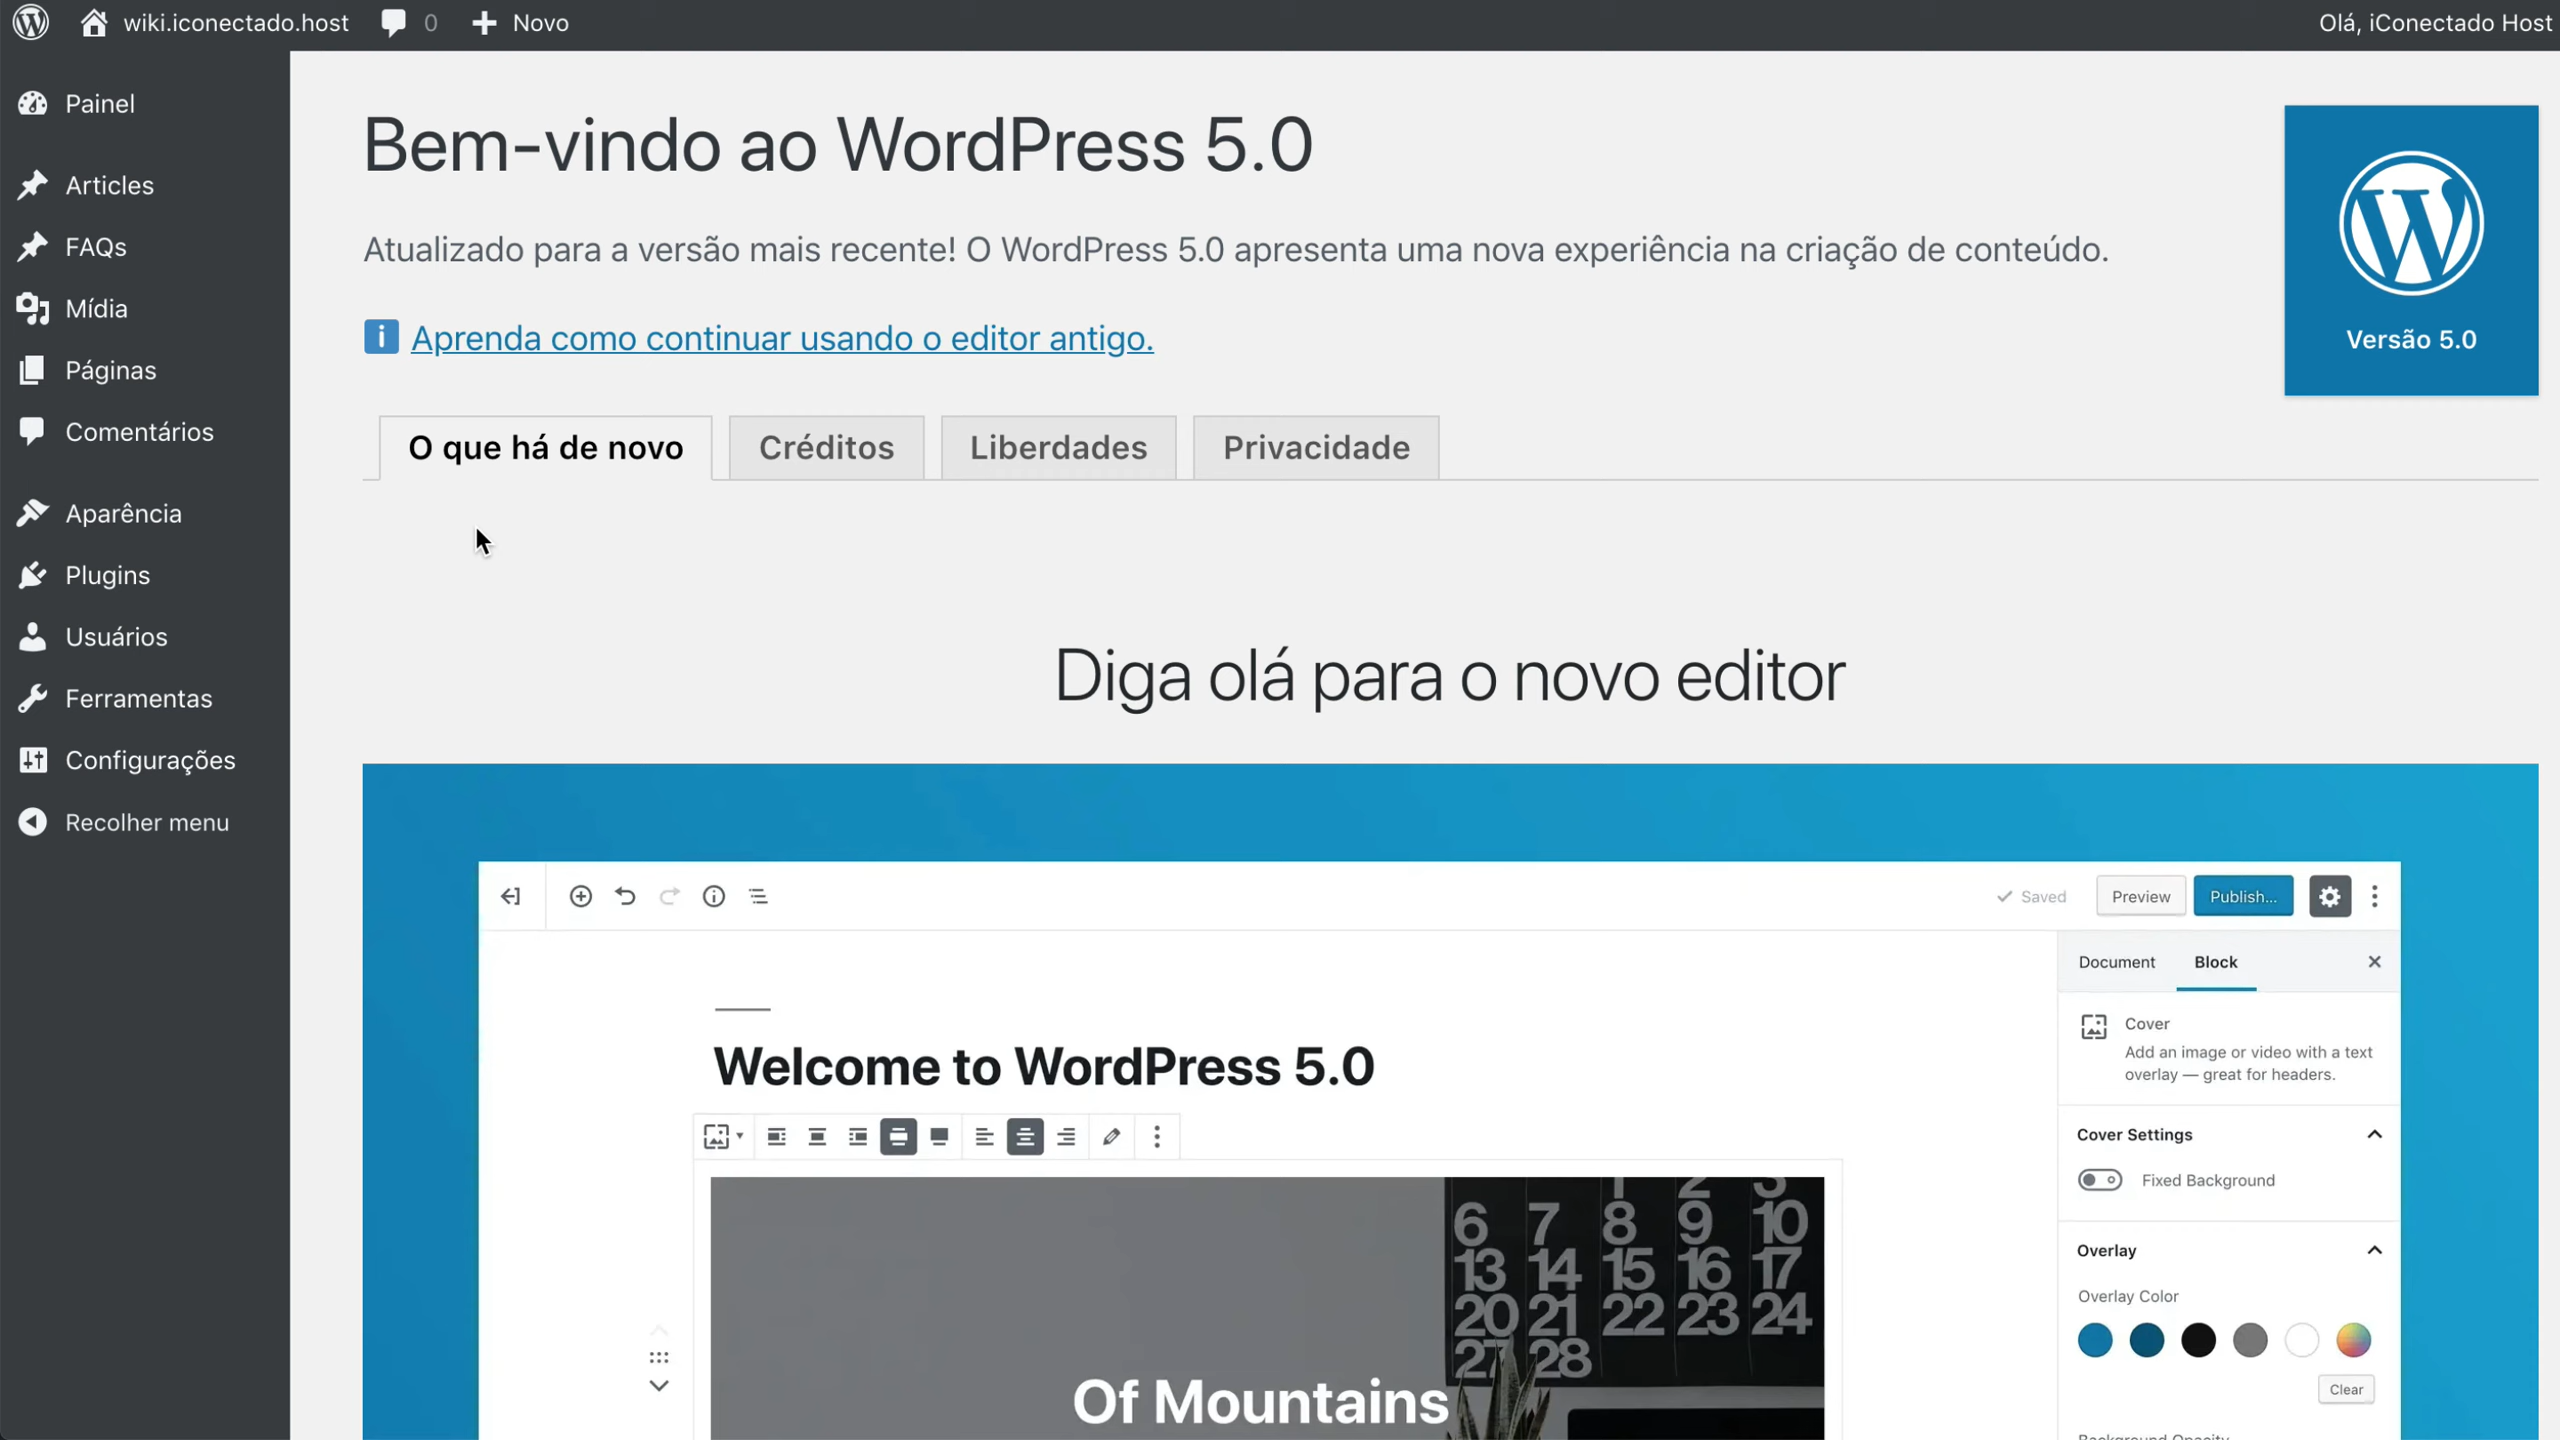 wiki.iconectado.host
0
Novo
Olá, iConectado Host
Painel
Articles
FAQs
Mídia
Páginas
Comentários
Aparência
Plugins
Usuários
Ferramentas
Configurações
Recolher menu
Bem-vindo ao WordPress 5.0
Atualizado para a versão mais recente! O WordPress 5.0 apresenta uma nova experiência na criação de conteúdo.
Aprenda como continuar usando o editor antigo.
Versão 5.0
O que há de novo
Créditos
Liberdades
Privacidade
Diga olá para o novo editor
Saved
Preview
Publish...
Document
Block
Cover
Add an image or video with a text
overlay — great for headers.
Cover Settings
Fixed Background
Overlay
Overlay Color
Clear
Welcome to WordPress 5.0
1 2 3
6 7 8 9 10
13 14 15 16 17
20 21 22 23 24
27 28
Of Mountains
Background Opacity